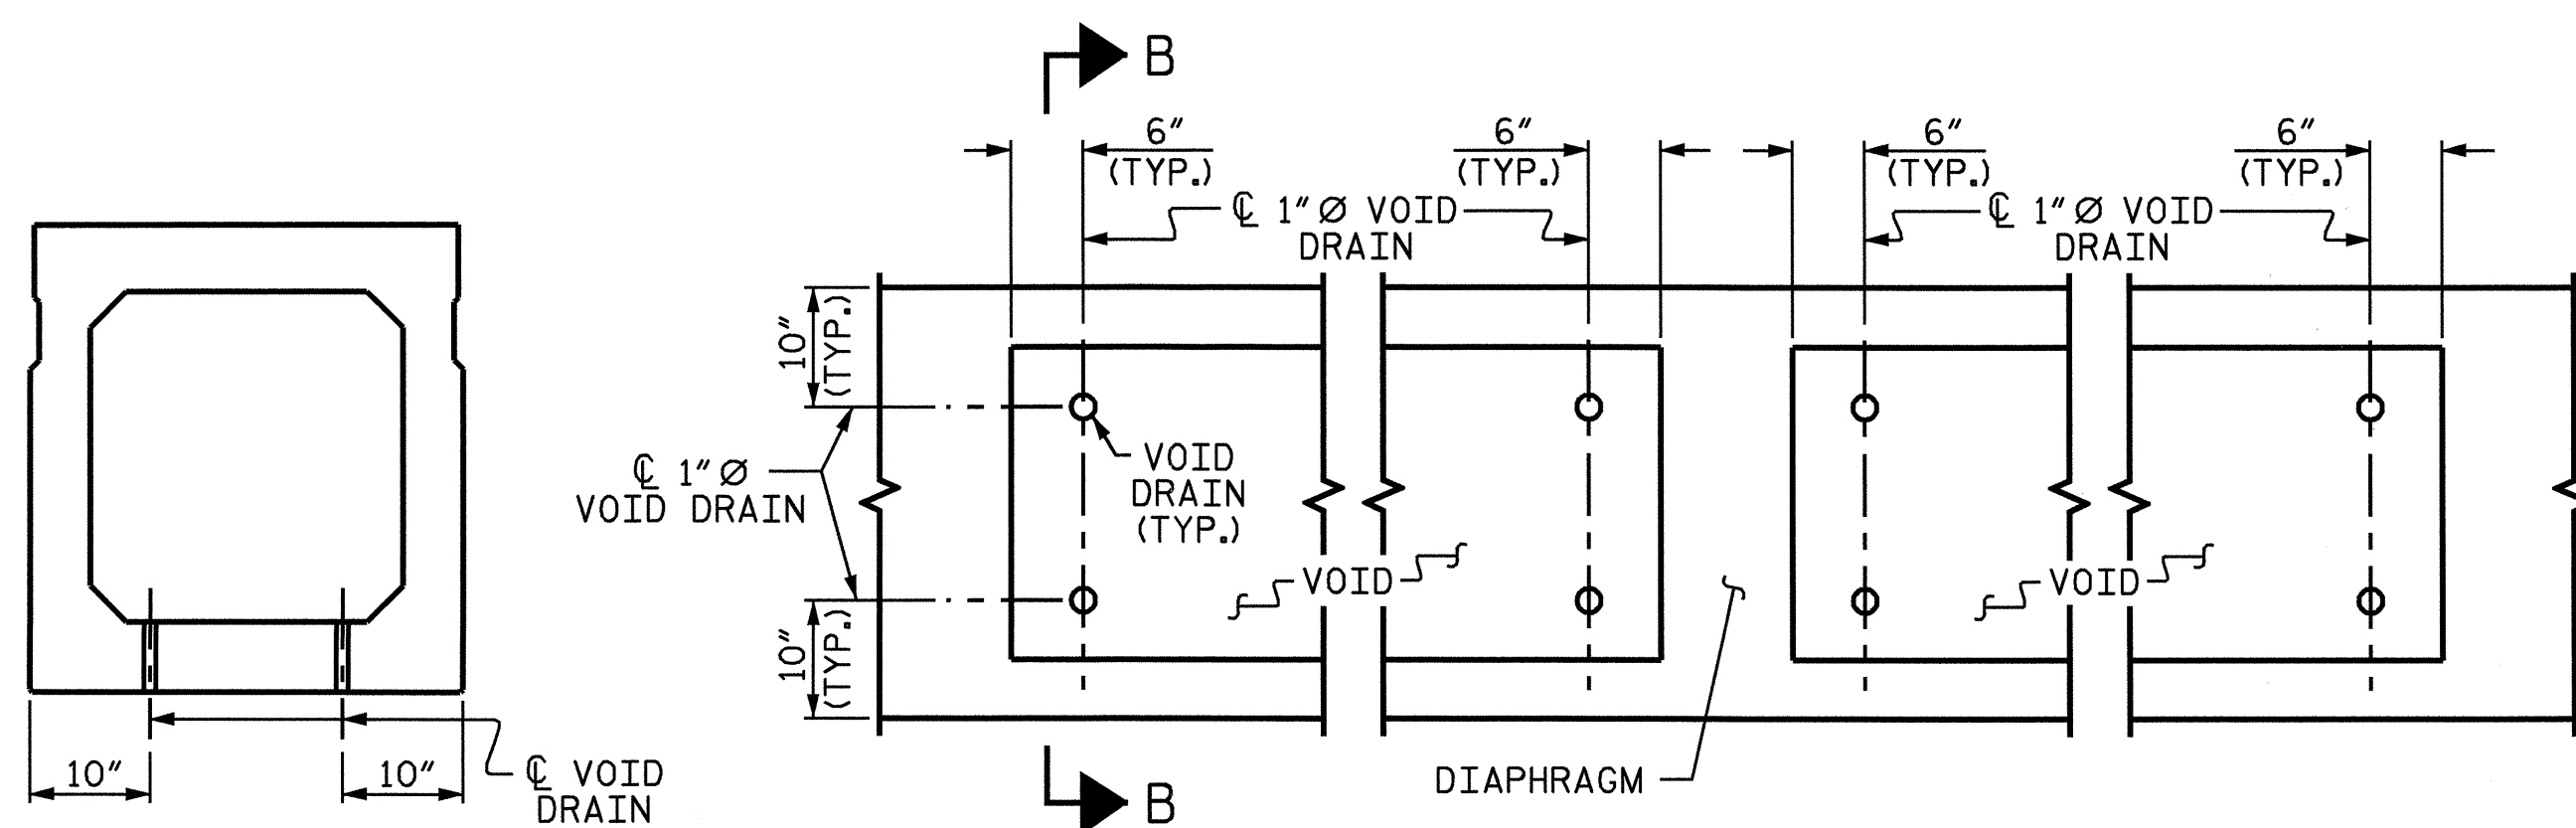 B
6" 6" 6" 6"
(TYP.) (TYP.) (TYP.) (TYP.)
℄ 1" Ø VOID
DRAIN
℄ 1" Ø VOID
DRAIN
10"
(TYP.)
℄ 1" Ø
VOID DRAIN
VOID
DRAIN
(TYP.)
VOID
VOID
10"
(TYP.)
10" 10"
℄ VOID
DRAIN
DIAPHRAGM
B